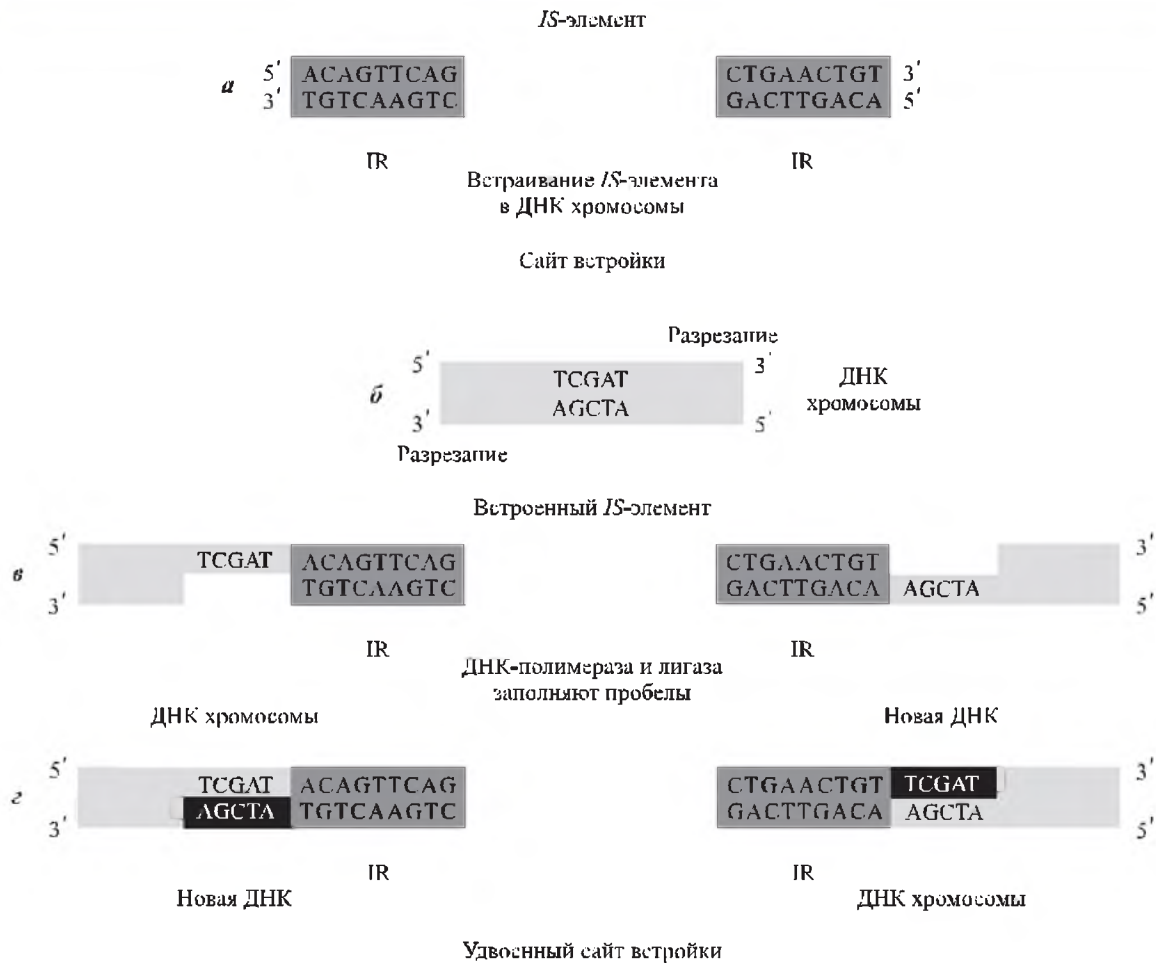 IS-элемент
а 5′ ACAGTTCAG CTGAACTGT 3′
3′ TGTCAAGTC GACTTGACA 5′
IR IR
Встраивание IS-элемента
в ДНК хромосомы
Сайт встройки
Разрезание
5′ TCGAT 3′ ДНК
б AGCTA хромосомы
3′ 5′
Разрезание
Встроенный IS-элемент
5′ TCGAT ACAGTTCAG CTGAACTGT 3′
в TGTCAAGTC GACTTGACA AGCTA
3′ 5′
IR IR
ДНК-полимераза и лигаза
заполняют пробелы
ДНК хромосомы Новая ДНК
5′ TCGAT ACAGTTCAG CTGAACTGT TCGAT 3′
г AGCTA TGTCAAGTC GACTTGACA AGCTA
3′ 5′
IR IR
Новая ДНК ДНК хромосомы
Удвоенный сайт встройки